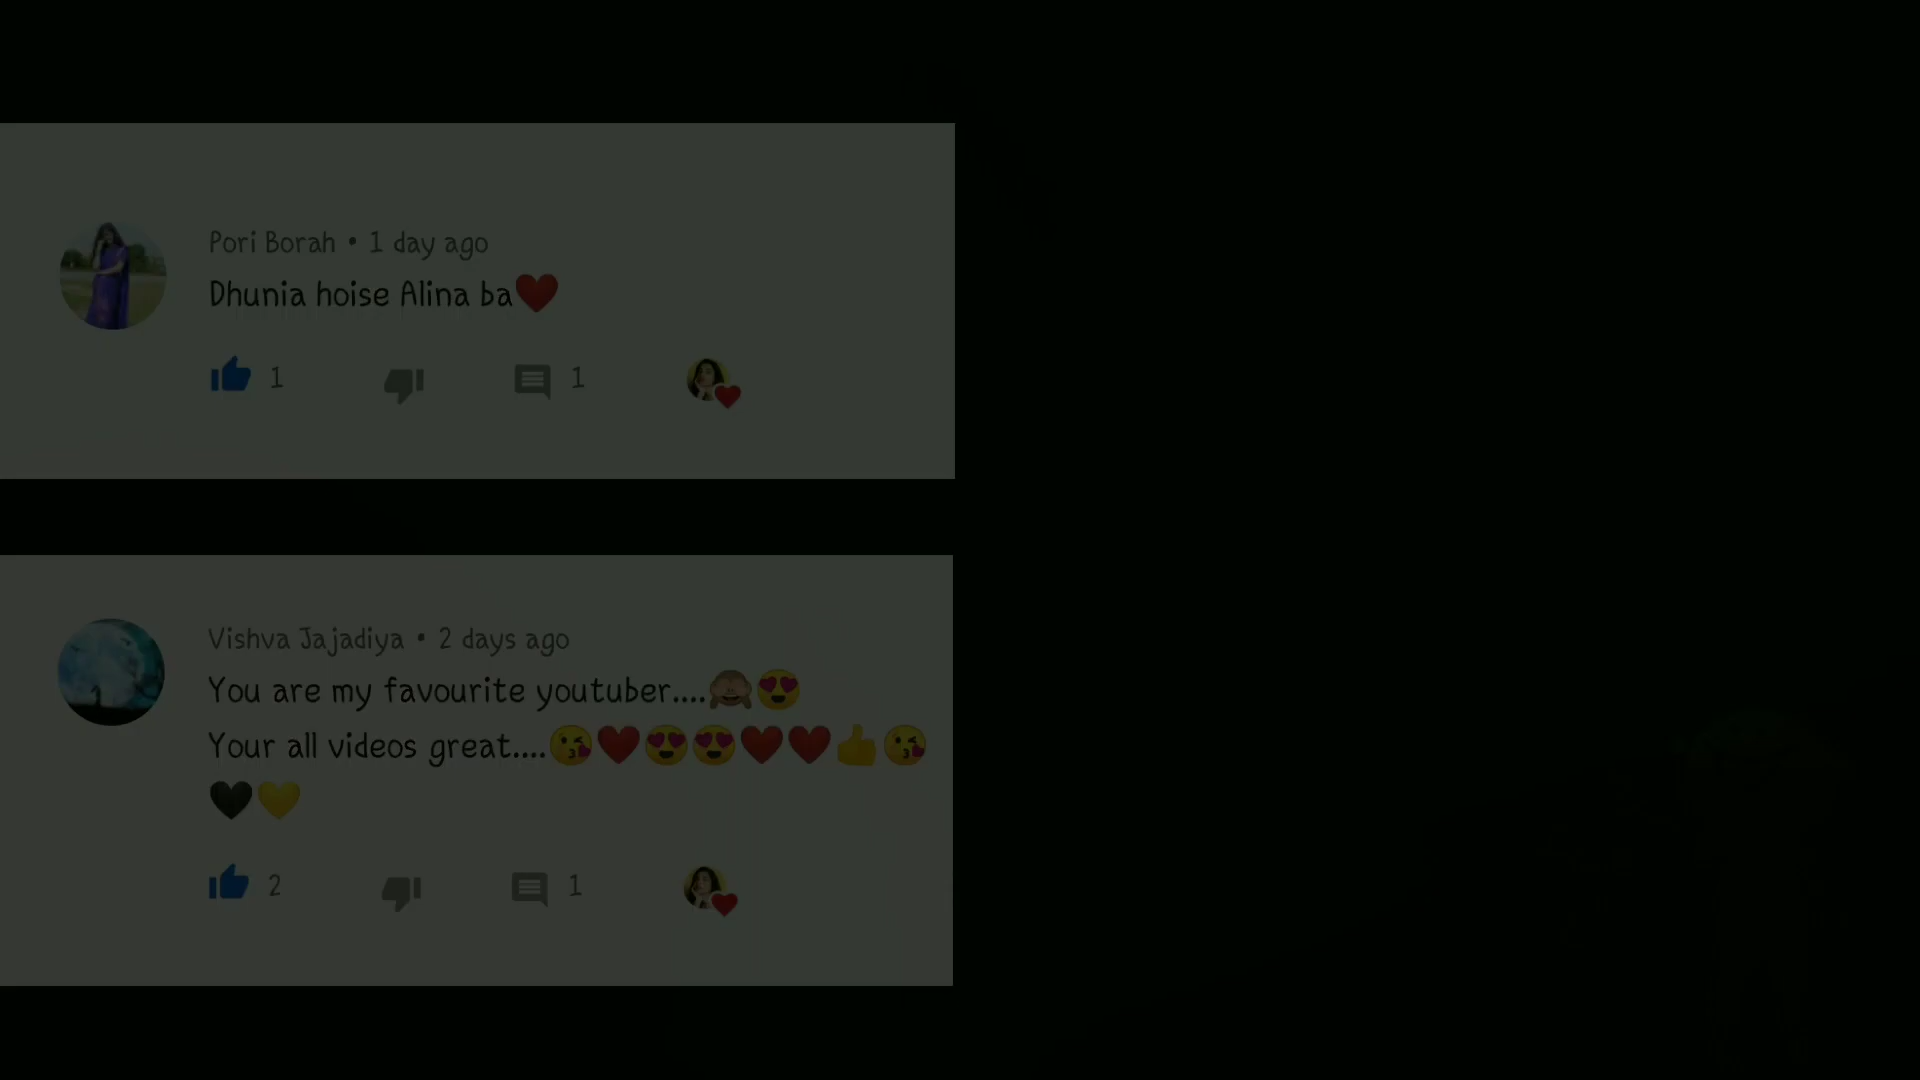 Pori Borah • 1 day ago
Dhunia hoise Alina ba❤️
1 1
Vishva Jajadiya • 2 days ago
You are my favourite youtuber....🙈😍
Your all videos great....😘❤️😍😍❤️❤️👍😘
🖤💛
2 1